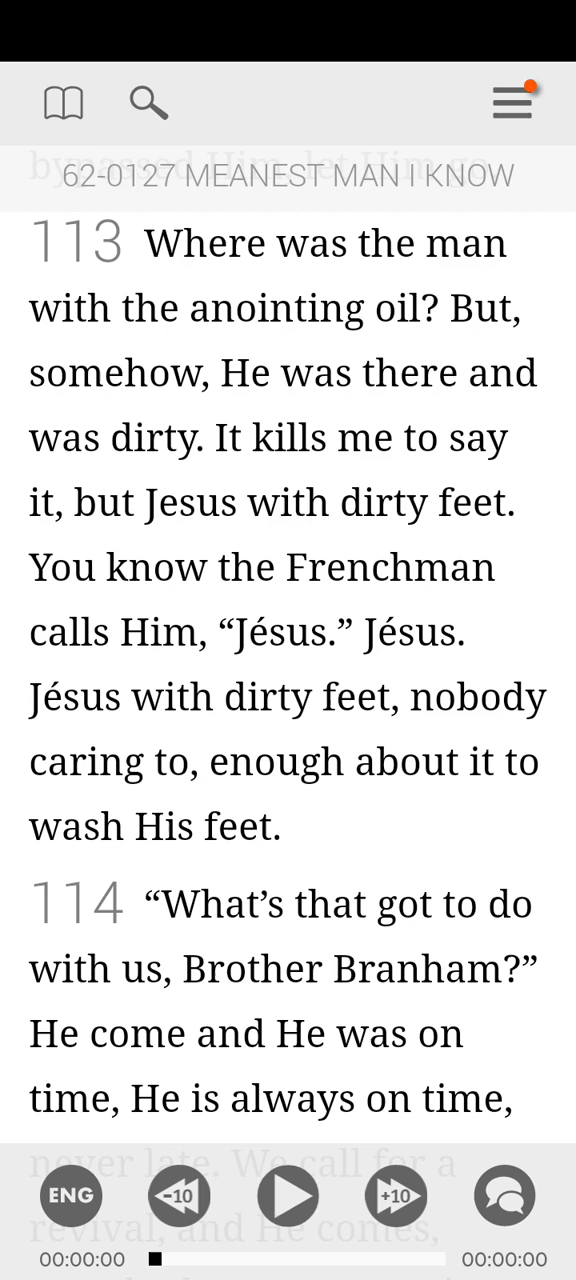 bypassed Him, let Him go
62-0127 MEANEST MAN I KNOW
113 Where was the man
with the anointing oil? But,
somehow, He was there and
was dirty. It kills me to say
it, but Jesus with dirty feet.
You know the Frenchman
calls Him, “Jésus.” Jésus.
Jésus with dirty feet, nobody
caring to, enough about it to
wash His feet.
114 “What’s that got to do
with us, Brother Branham?”
He come and He was on
time, He is always on time,
never late. We call for a
ENG -10 +10
revival, and He comes,
00:00:00 00:00:00